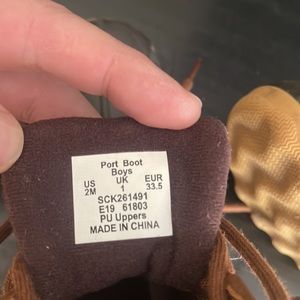 Port Boot
Boys
US UK EUR
2M 1 33.5
SCK261491
E19 61803
PU Uppers
MADE IN CHINA